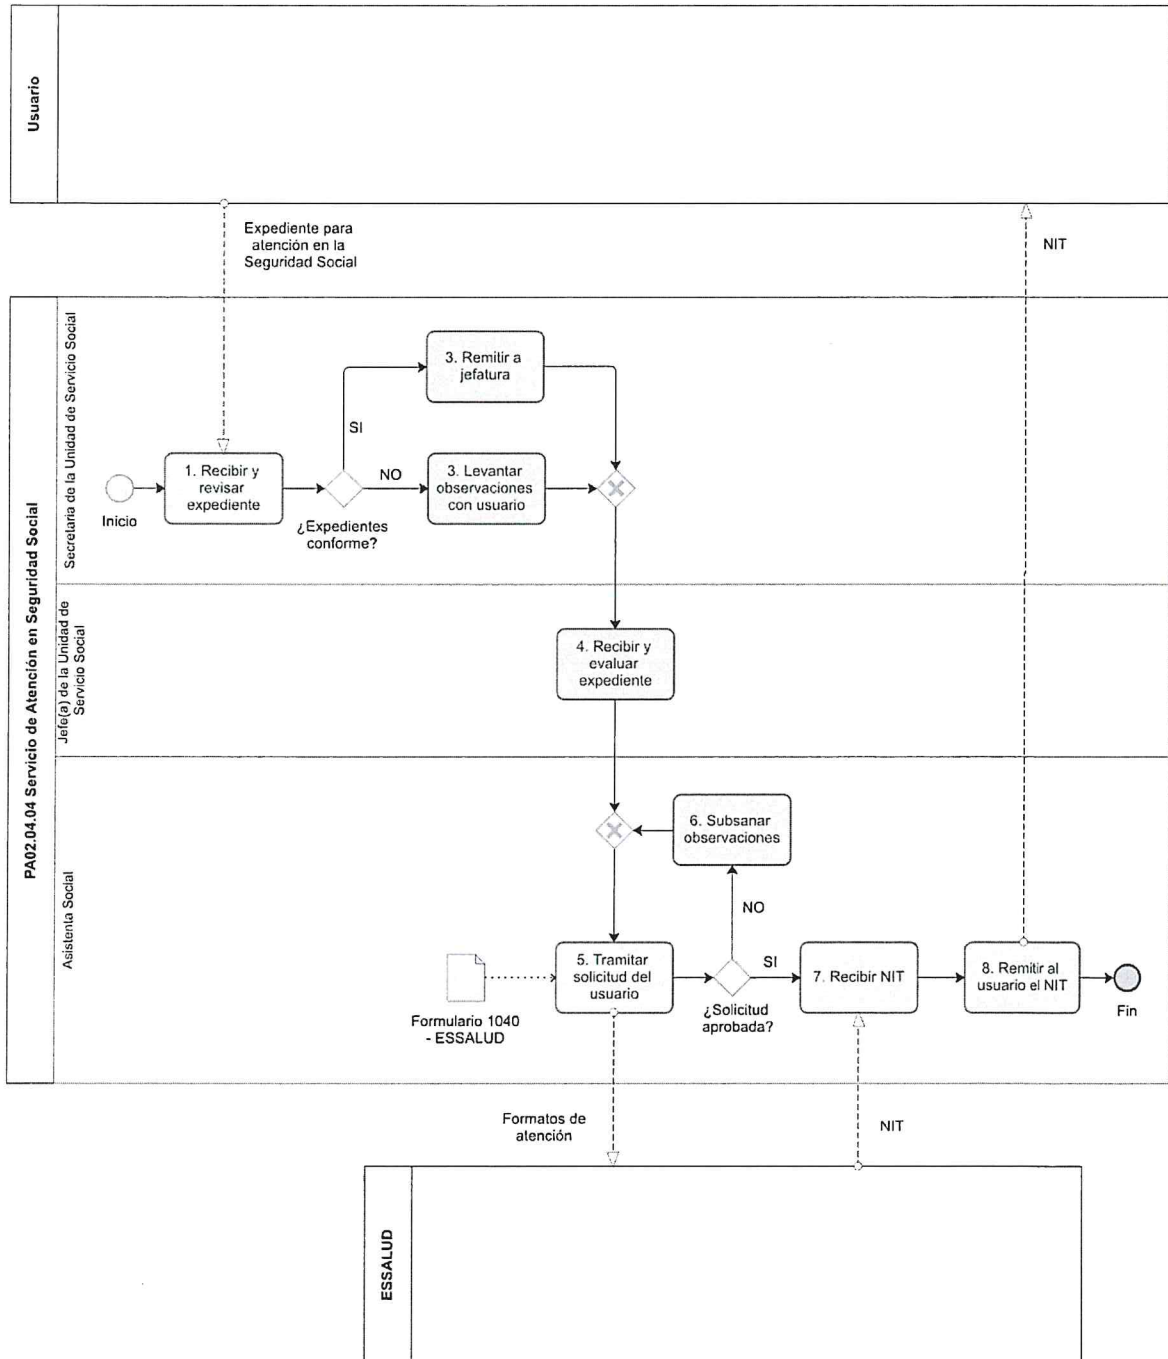 Usuario
Expediente para
atención en la
Seguridad Social
NIT
PA02.04.04 Servicio de Atención en Seguridad Social
Secretaria de la Unidad de Servicio Social
3. Remitir a
jefatura
SI
1. Recibir y
revisar
expediente
NO
3. Levantar
observaciones
con usuario
Inicio
¿Expedientes
conforme?
Jefe(a) de la Unidad de
Servicio Social
4. Recibir y
evaluar
expediente
Asistenta Social
6. Subsanar
observaciones
NO
5. Tramitar
solicitud del
usuario
SI
7. Recibir NIT
8. Remitir al
usuario el NIT
Formulario 1040
- ESSALUD
¿Solicitud
aprobada?
Fin
Formatos de
atención
NIT
ESSALUD